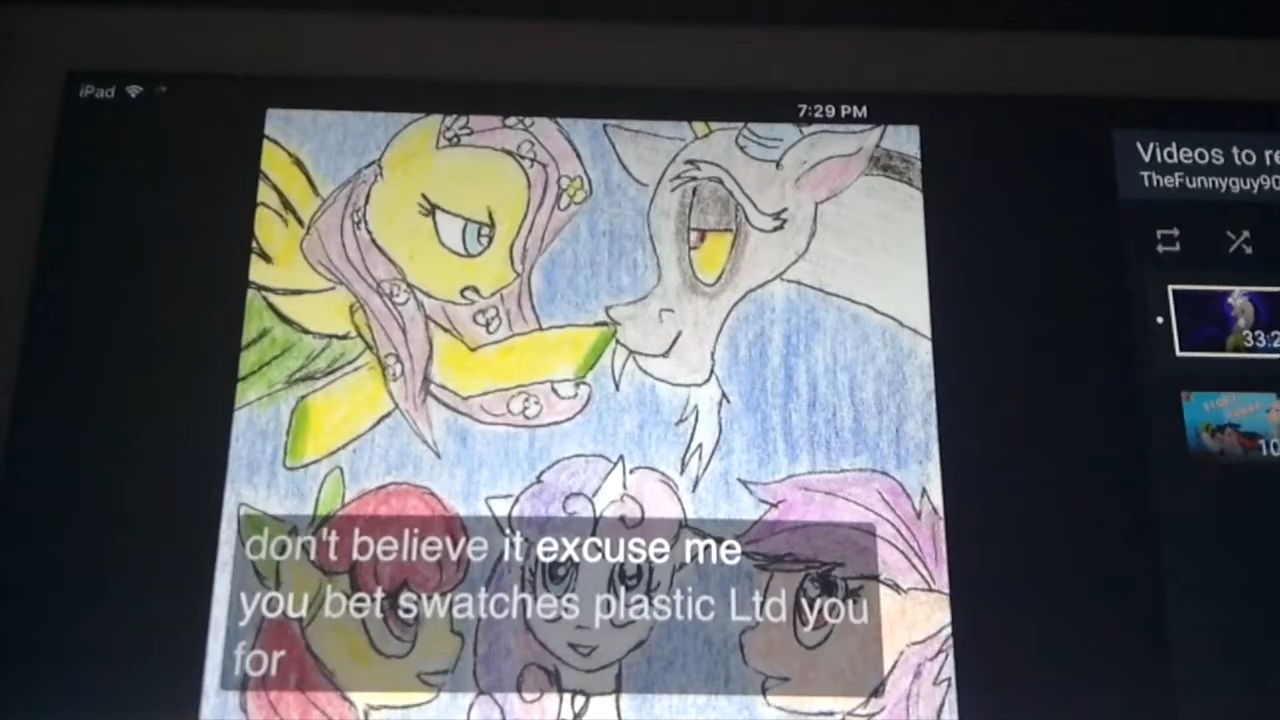 iPad
7:29 PM
Videos to re
TheFunnyguy90
33:2
10
don't believe it excuse me
you bet swatches plastic Ltd you
for